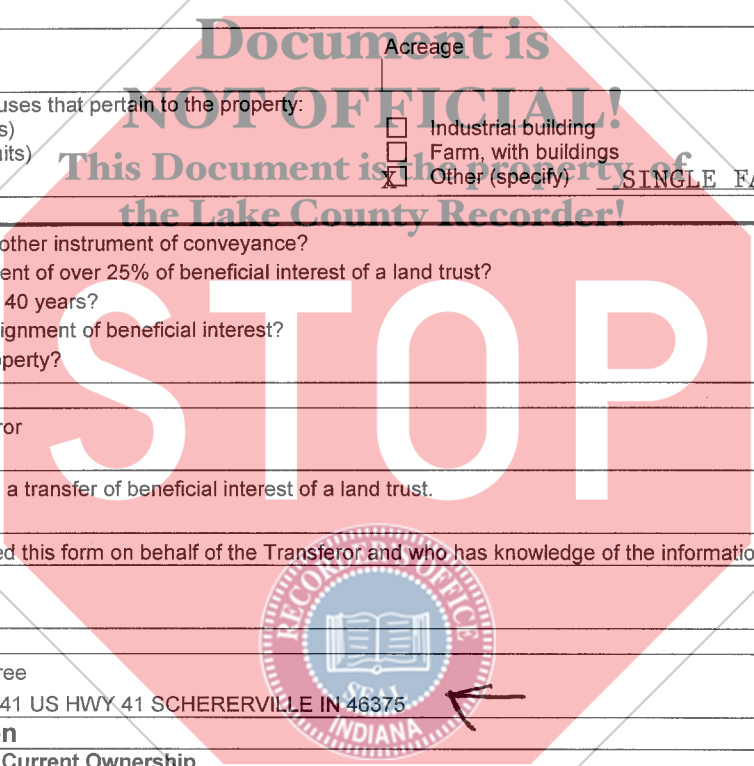 Document is
Acreage
uses that pertain to the property:
NOT OFFICIAL!
s) Industrial building
its) Farm, with buildings
This Document is the property of
X Other (specify) SINGLE FA
the Lake County Recorder!
other instrument of conveyance?
ent of over 25% of beneficial interest of a land trust?
40 years?
ignment of beneficial interest?
perty?
STOP
or
a transfer of beneficial interest of a land trust.
ed this form on behalf of the Transferor and who has knowledge of the informatio
RECORDER'S OFFICE
SEAL
INDIANA
ree
41 US HWY 41 SCHERERVILLE IN 46375
n
Current Ownership